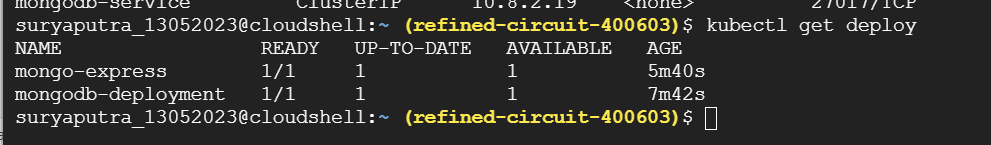 mongodb-service ClusterIP 10.8.2.19 <none> 27017/TCP
suryaputra_13052023@cloudshell:~ (refined-circuit-400603)$ kubectl get deploy
NAME READY UP-TO-DATE AVAILABLE AGE
mongo-express 1/1 1 1 5m40s
mongodb-deployment 1/1 1 1 7m42s
suryaputra_13052023@cloudshell:~ (refined-circuit-400603)$